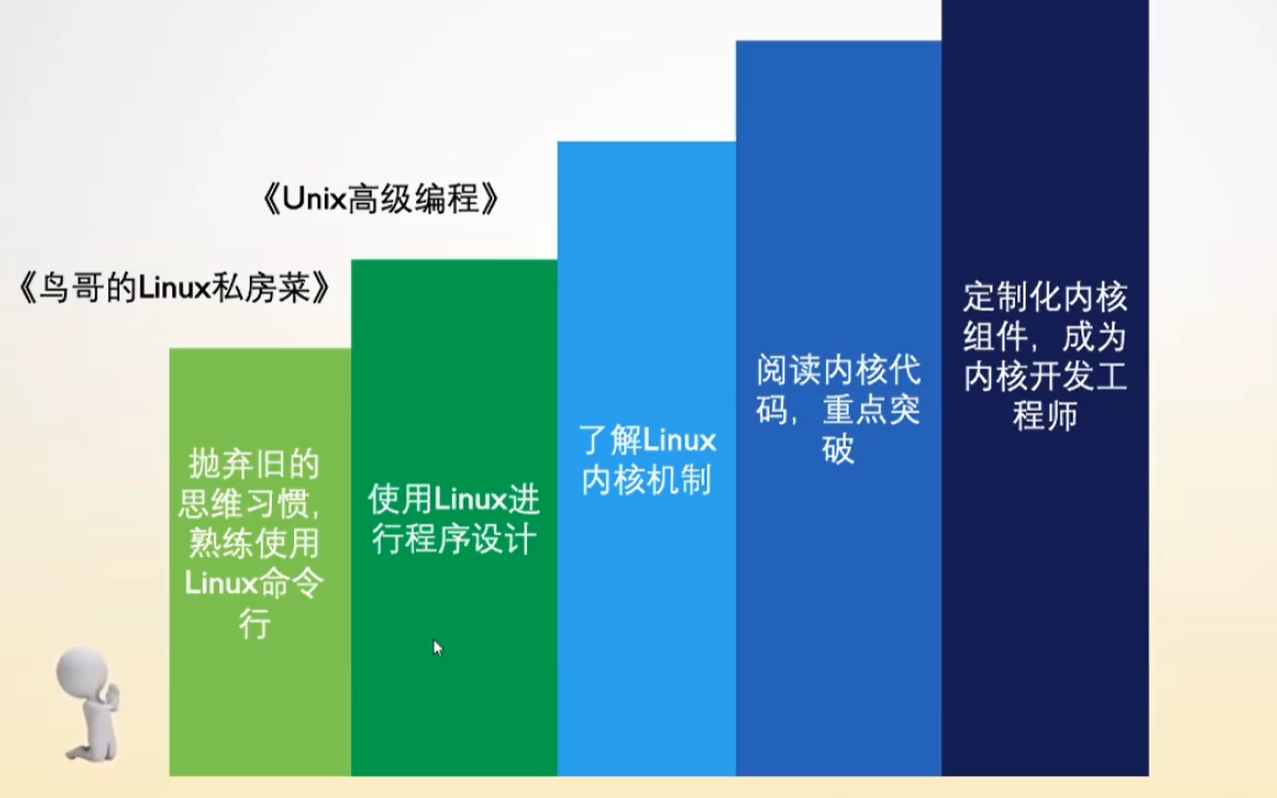 《Unix高级编程》
《鸟哥的Linux私房菜》
抛弃旧的
思维习惯,
熟练使用
Linux命令
行
使用Linux进
行程序设计
了解Linux
内核机制
阅读内核代
码，重点突
破
定制化内核
组件，成为
内核开发工
程师